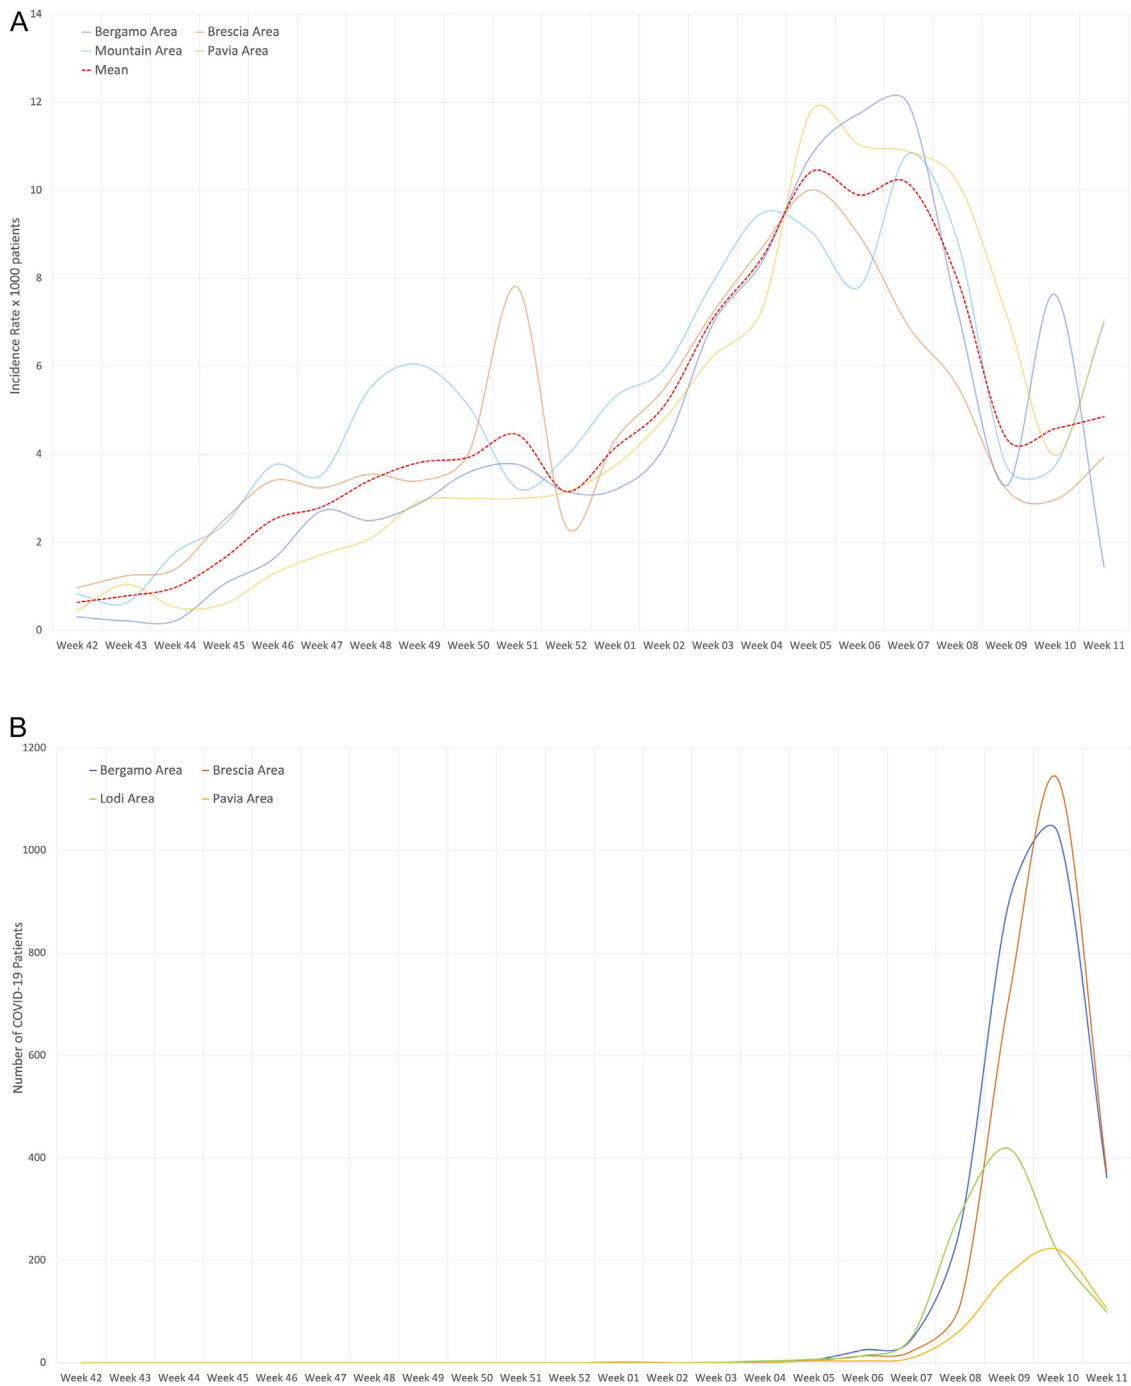 A
14
12
10
8
6
4
2
0
Incidence Rate x 1000 patients
Bergamo Area Brescia Area
Mountain Area Pavia Area
Mean
Week 42 Week 43 Week 44 Week 45 Week 46 Week 47 Week 48 Week 49 Week 50 Week 51 Week 52 Week 01 Week 02 Week 03 Week 04 Week 05 Week 06 Week 07 Week 08 Week 09 Week 10 Week 11
B
1200
1000
800
600
400
200
0
Number of COVID-19 Patients
Bergamo Area Brescia Area
Lodi Area Pavia Area
Week 42 Week 43 Week 44 Week 45 Week 46 Week 47 Week 48 Week 49 Week 50 Week 51 Week 52 Week 01 Week 02 Week 03 Week 04 Week 05 Week 06 Week 07 Week 08 Week 09 Week 10 Week 11